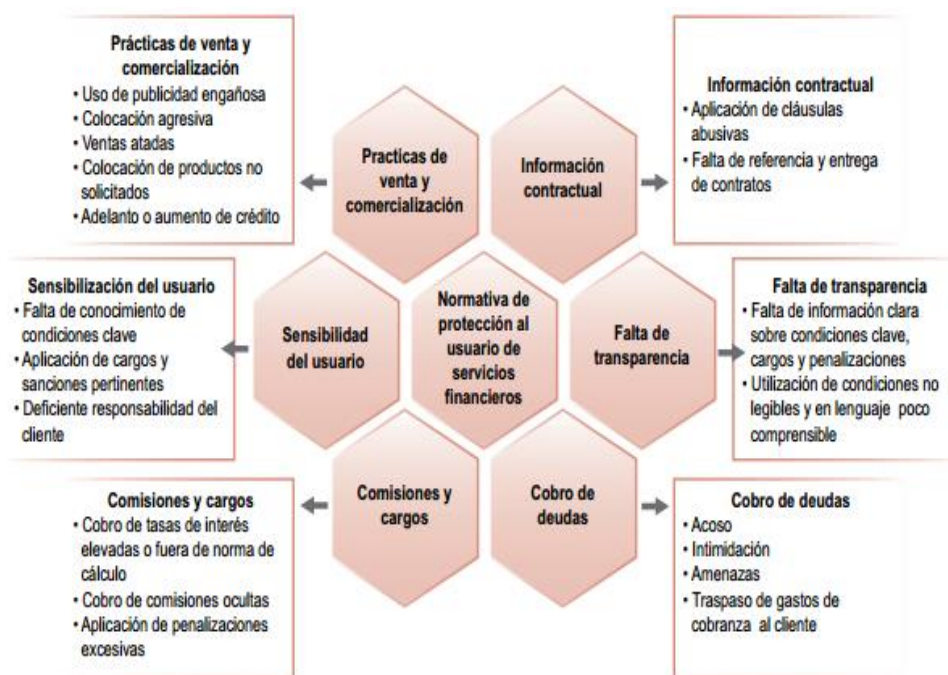 Prácticas de venta y
comercialización
• Uso de publicidad engañosa
• Colocación agresiva
• Ventas atadas
• Colocación de productos no
solicitados
• Adelanto o aumento de crédito
Practicas de
venta y
comercialización
Información
contractual
Información contractual
• Aplicación de cláusulas
abusivas
• Falta de referencia y entrega
de contratos
Sensibilización del usuario
• Falta de conocimiento de
condiciones clave
• Aplicación de cargos y
sanciones pertinentes
• Deficiente responsabilidad del
cliente
Sensibilidad
del usuario
Normativa de
protección al
usuario de
servicios
financieros
Falta de
transparencia
Falta de transparencia
• Falta de información clara
sobre condiciones clave,
cargos y penalizaciones
• Utilización de condiciones no
legibles y en lenguaje poco
comprensible
Comisiones y cargos
• Cobro de tasas de interés
elevadas o fuera de norma de
cálculo
• Cobro de comisiones ocultas
• Aplicación de penalizaciones
excesivas
Comisiones y
cargos
Cobro de
deudas
Cobro de deudas
• Acoso
• Intimidación
• Amenazas
• Traspaso de gastos de
cobranza al cliente